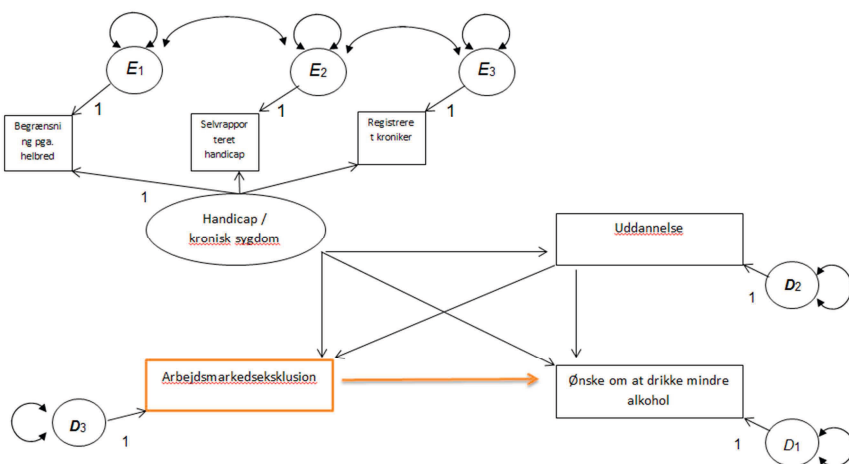 E1
E2
E3
1
1
1
Begrænsni
ng pga.
helbred
Selvrappor
teret
handicap
Registrere
t kroniker
1
Handicap /
kronisk sygdom
Uddannelse
1
D2
Arbejdsmarkedseksklusion
Ønske om at drikke mindre
alkohol
D3
1
1
D1